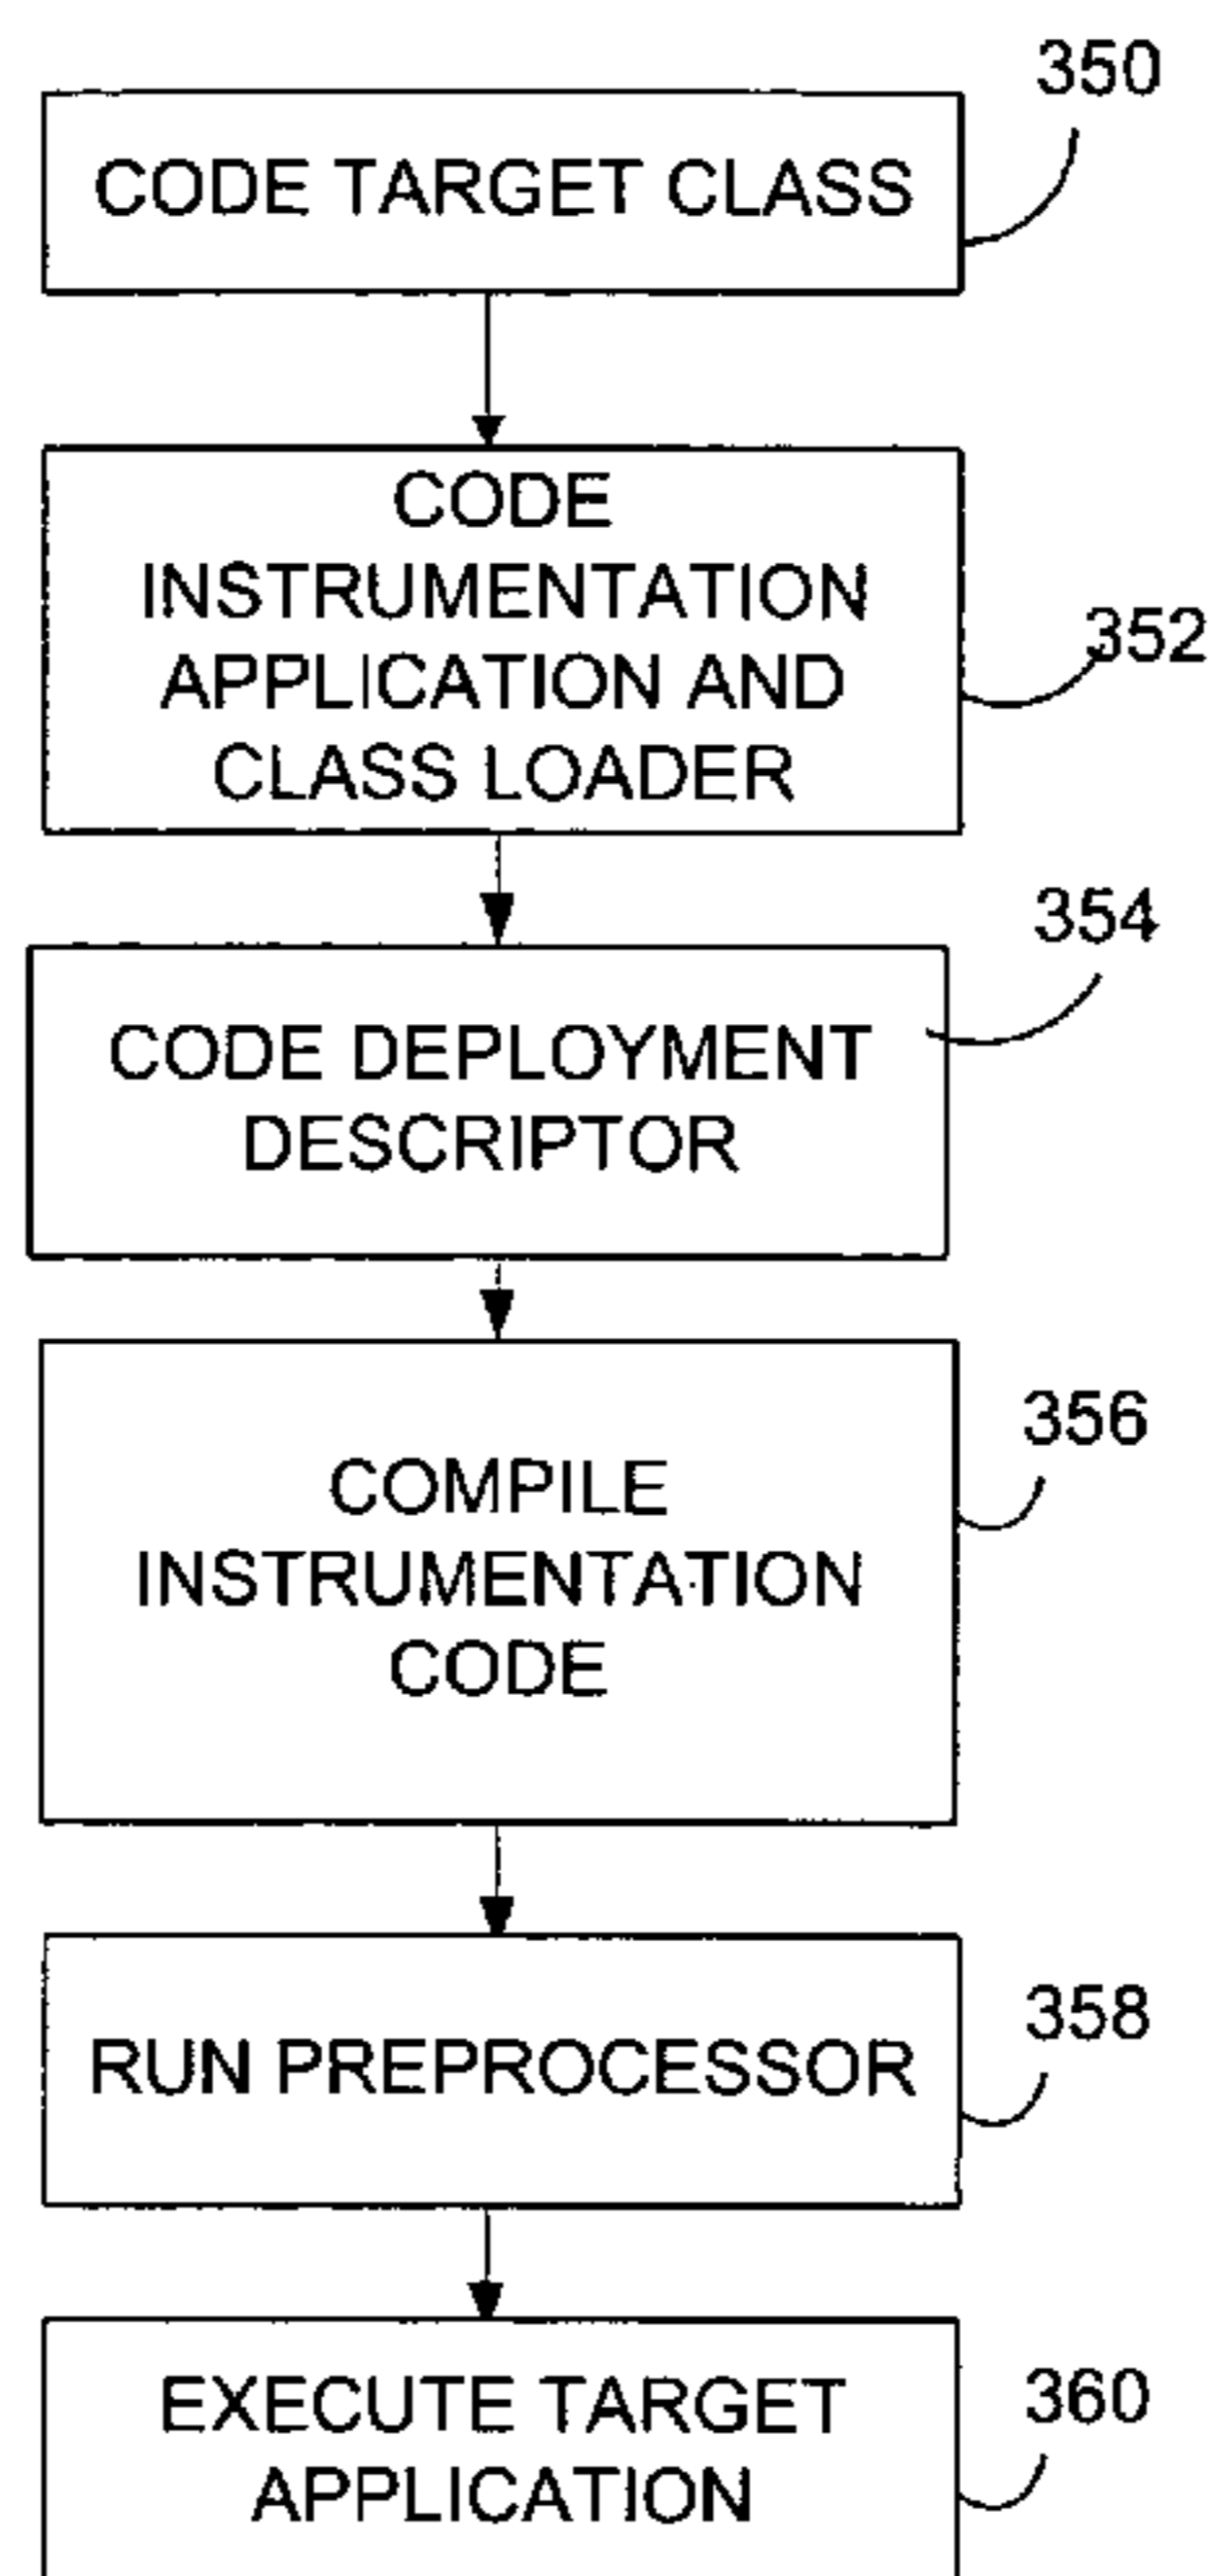 350
CODE TARGET CLASS
CODE
INSTRUMENTATION
APPLICATION AND
CLASS LOADER
352
354
CODE DEPLOYMENT
DESCRIPTOR
356
COMPILE
INSTRUMENTATION
CODE
358
RUN PREPROCESSOR
360
EXECUTE TARGET
APPLICATION